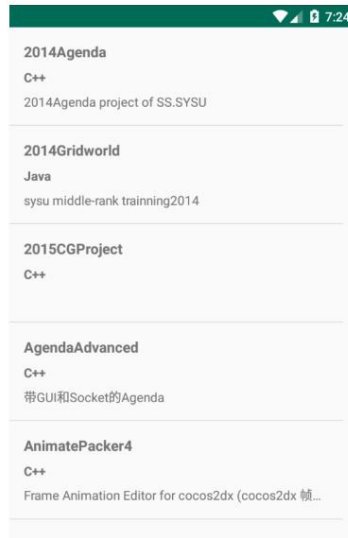 7:24
2014Agenda
C++
2014Agenda project of SS.SYSU
2014Gridworld
Java
sysu middle-rank trainning2014
2015CGProject
C++
AgendaAdvanced
C++
带GUI和Socket的Agenda
AnimatePacker4
C++
Frame Animation Editor for cocos2dx (cocos2dx 帧...